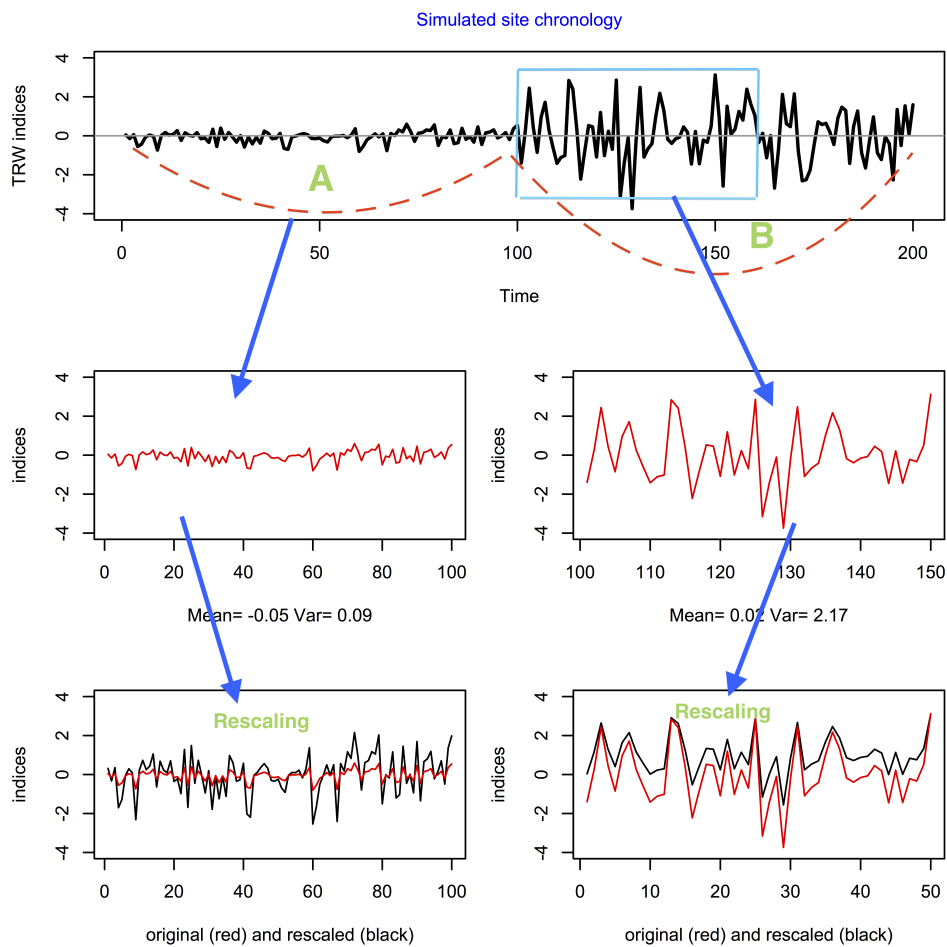 Simulated site chronology
TRW indices
4
2
0
-2
-4
A
B
0 50 100 150 200
Time
indices
4
2
0
-2
-4
0 20 40 60 80 100
Mean= -0.05 Var= 0.09
indices
4
2
0
-2
-4
100 110 120 130 140 150
Mean= 0.02 Var= 2.17
indices
4
2
0
-2
-4
Rescaling
0 20 40 60 80 100
original (red) and rescaled (black)
indices
4
2
0
-2
-4
Rescaling
0 10 20 30 40 50
original (red) and rescaled (black)